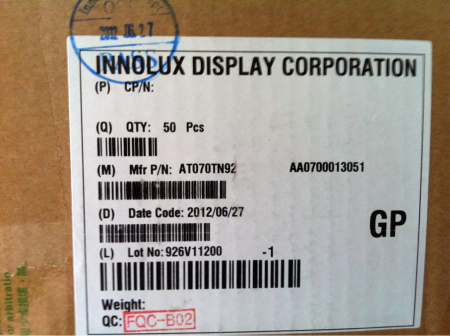 2012.06.27
PASS
INNOLUX DISPLAY CORPORATION
(P) CP/N:
(Q) QTY: 50 Pcs
(M) Mfr P/N: AT070TN92 AA0700013051
(D) Date Code: 2012/06/27
GP
(L) Lot No: 926V11200 -1
Weight:
QC: FQC-B02